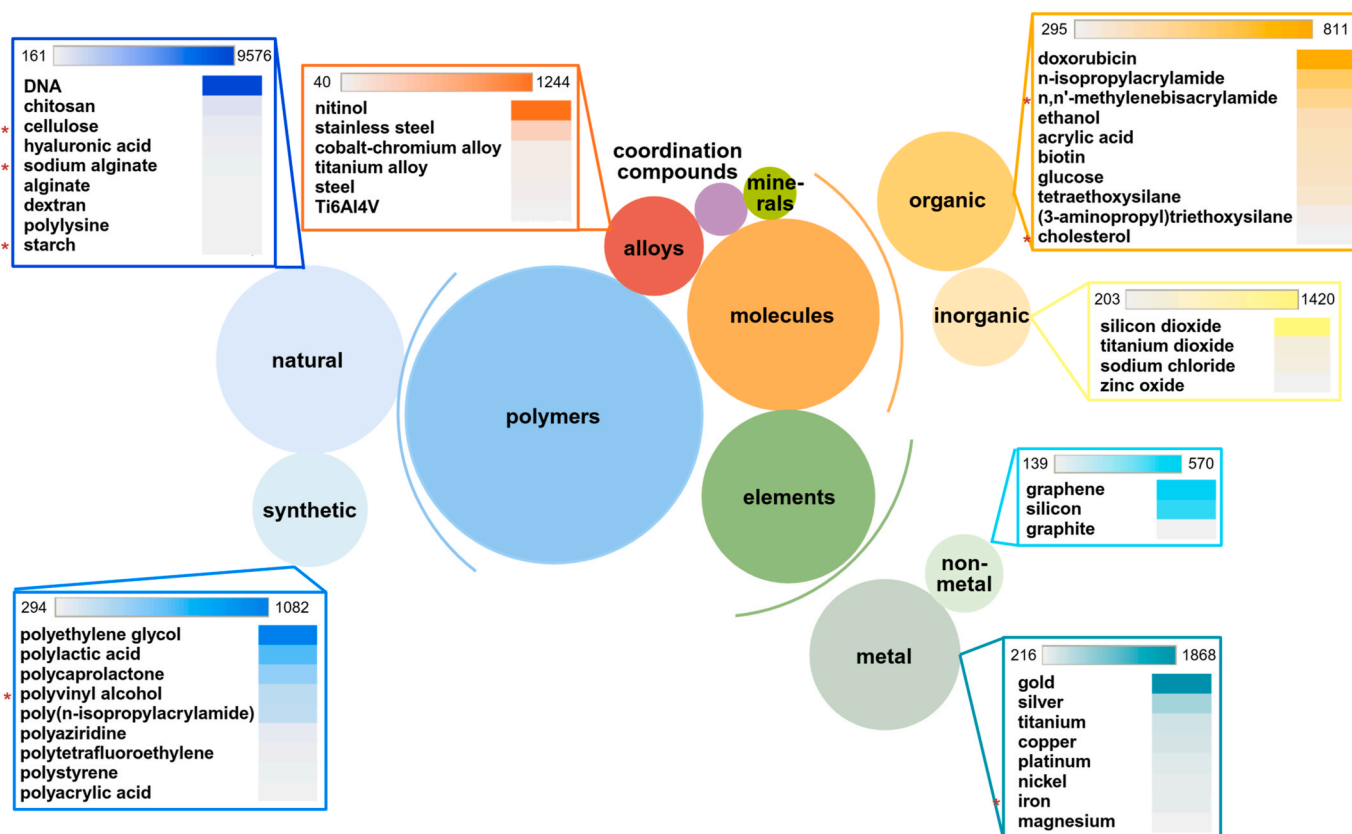 161 9576
DNA
chitosan
* cellulose
hyaluronic acid
* sodium alginate
alginate
dextran
polylysine
* starch
40 1244
nitinol
stainless steel
cobalt-chromium alloy
titanium alloy
steel
Ti6Al4V
295 811
doxorubicin
n-isopropylacrylamide
* n,n'-methylenebisacrylamide
ethanol
acrylic acid
biotin
glucose
tetraethoxysilane
(3-aminopropyl)triethoxysilane
* cholesterol
coordination
compounds
mine-
rals
alloys
organic
molecules
inorganic
203 1420
silicon dioxide
titanium dioxide
sodium chloride
zinc oxide
natural
polymers
synthetic
elements
139 570
graphene
silicon
graphite
non-
metal
metal
294 1082
polyethylene glycol
polylactic acid
polycaprolactone
* polyvinyl alcohol
poly(n-isopropylacrylamide)
polyaziridine
polytetrafluoroethylene
polystyrene
polyacrylic acid
216 1868
gold
silver
titanium
copper
platinum
nickel
* iron
magnesium